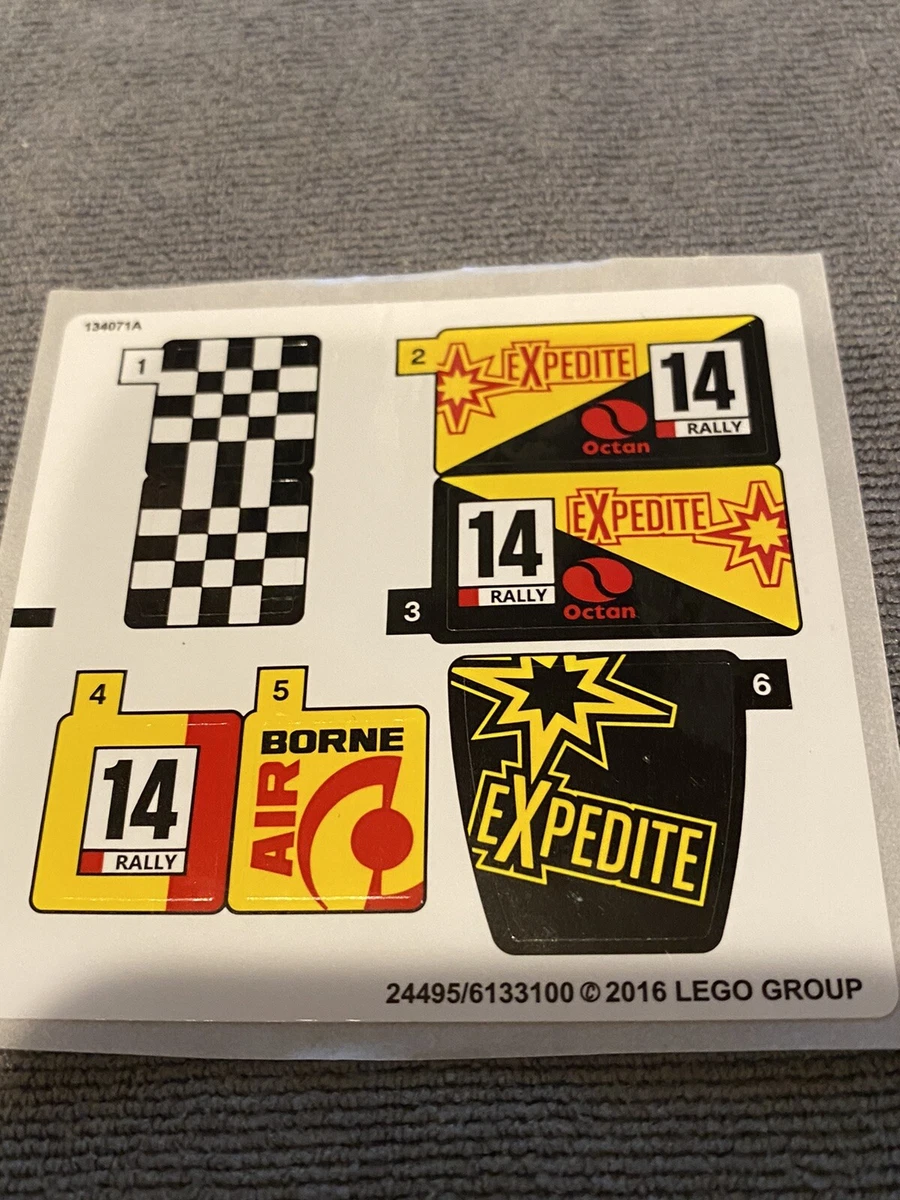 134071A
1
2
EXPEDITE
14
RALLY
Octan
3
14
RALLY
EXPEDITE
Octan
4
14
RALLY
5
BORNE
AIR
6
EXPEDITE
24495/6133100 © 2016 LEGO GROUP